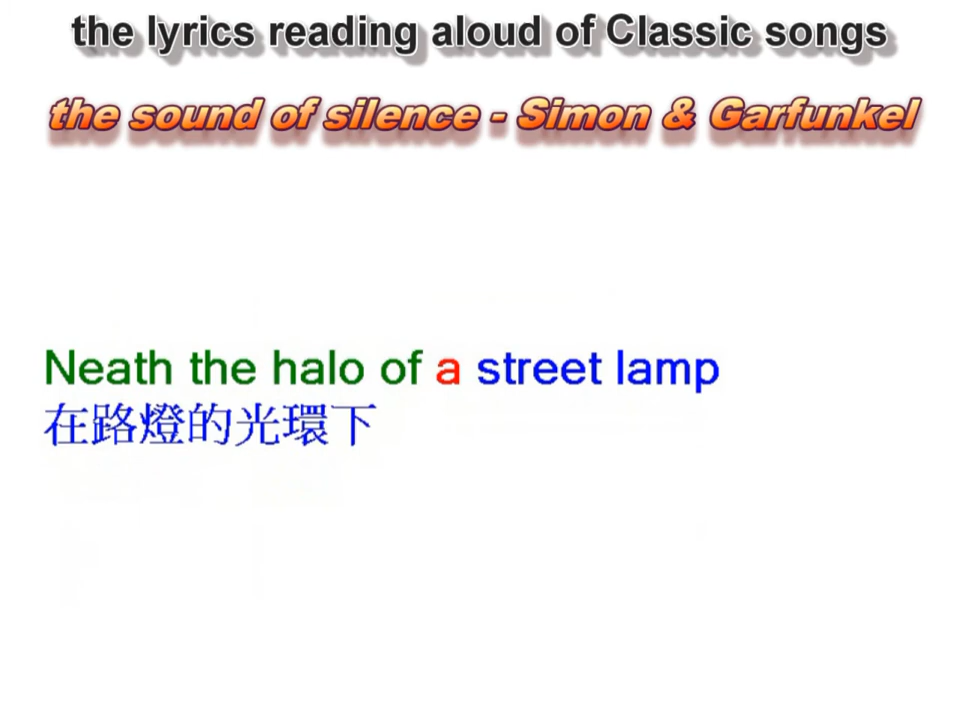 the lyrics reading aloud of Classic songs
the sound of silence - Simon & Garfunkel
Neath the halo of a street lamp
在路燈的光環下